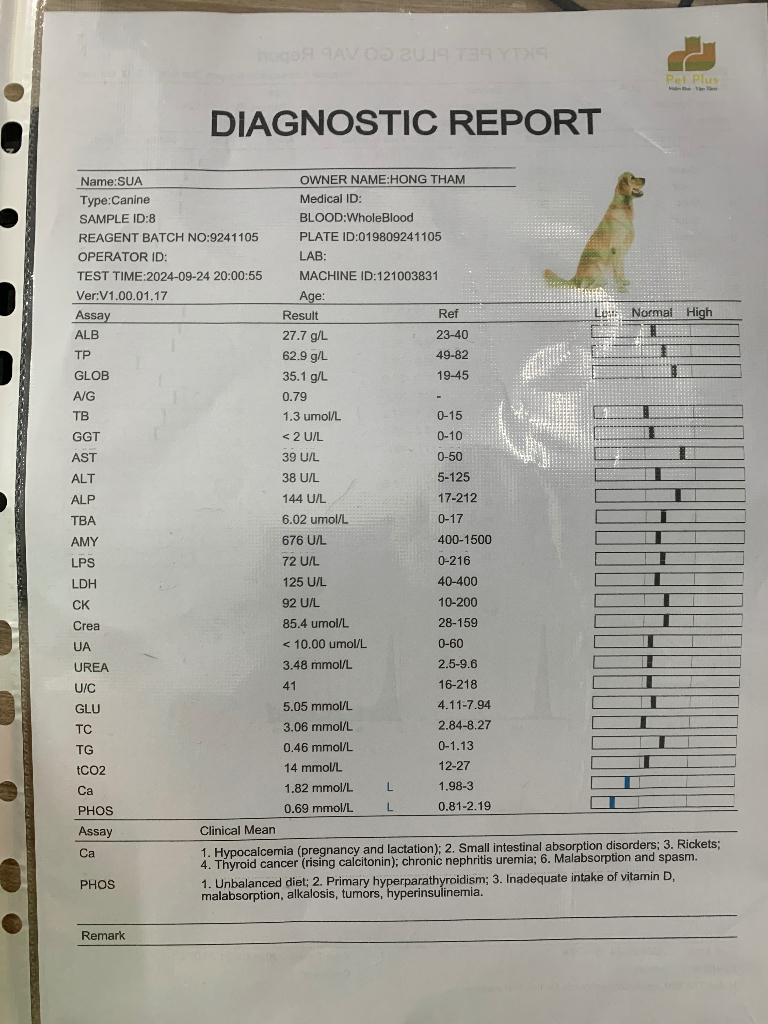 Pet Plus
DIAGNOSTIC REPORT
Name:SUA OWNER NAME:HONG THAM
Type:Canine Medical ID:
SAMPLE ID:8 BLOOD:WholeBlood
REAGENT BATCH NO:9241105 PLATE ID:019809241105
OPERATOR ID: LAB:
TEST TIME:2024-09-24 20:00:55 MACHINE ID:121003831
Ver:V1.00.01.17 Age:
Assay Result Ref Low Normal High
ALB 27.7 g/L 23-40
TP 62.9 g/L 49-82
GLOB 35.1 g/L 19-45
A/G 0.79 -
TB 1.3 umol/L 0-15
GGT < 2 U/L 0-10
AST 39 U/L 0-50
ALT 38 U/L 5-125
ALP 144 U/L 17-212
TBA 6.02 umol/L 0-17
AMY 676 U/L 400-1500
LPS 72 U/L 0-216
LDH 125 U/L 40-400
CK 92 U/L 10-200
Crea 85.4 umol/L 28-159
UA < 10.00 umol/L 0-60
UREA 3.48 mmol/L 2.5-9.6
U/C 41 16-218
GLU 5.05 mmol/L 4.11-7.94
TC 3.06 mmol/L 2.84-8.27
TG 0.46 mmol/L 0-1.13
tCO2 14 mmol/L 12-27
Ca 1.82 mmol/L L 1.98-3
PHOS 0.69 mmol/L L 0.81-2.19
Assay Clinical Mean
Ca 1. Hypocalcemia (pregnancy and lactation); 2. Small intestinal absorption disorders; 3. Rickets;
4. Thyroid cancer (rising calcitonin); chronic nephritis uremia; 6. Malabsorption and spasm.
PHOS 1. Unbalanced diet; 2. Primary hyperparathyroidism; 3. Inadequate intake of vitamin D,
malabsorption, alkalosis, tumors, hyperinsulinemia.
Remark